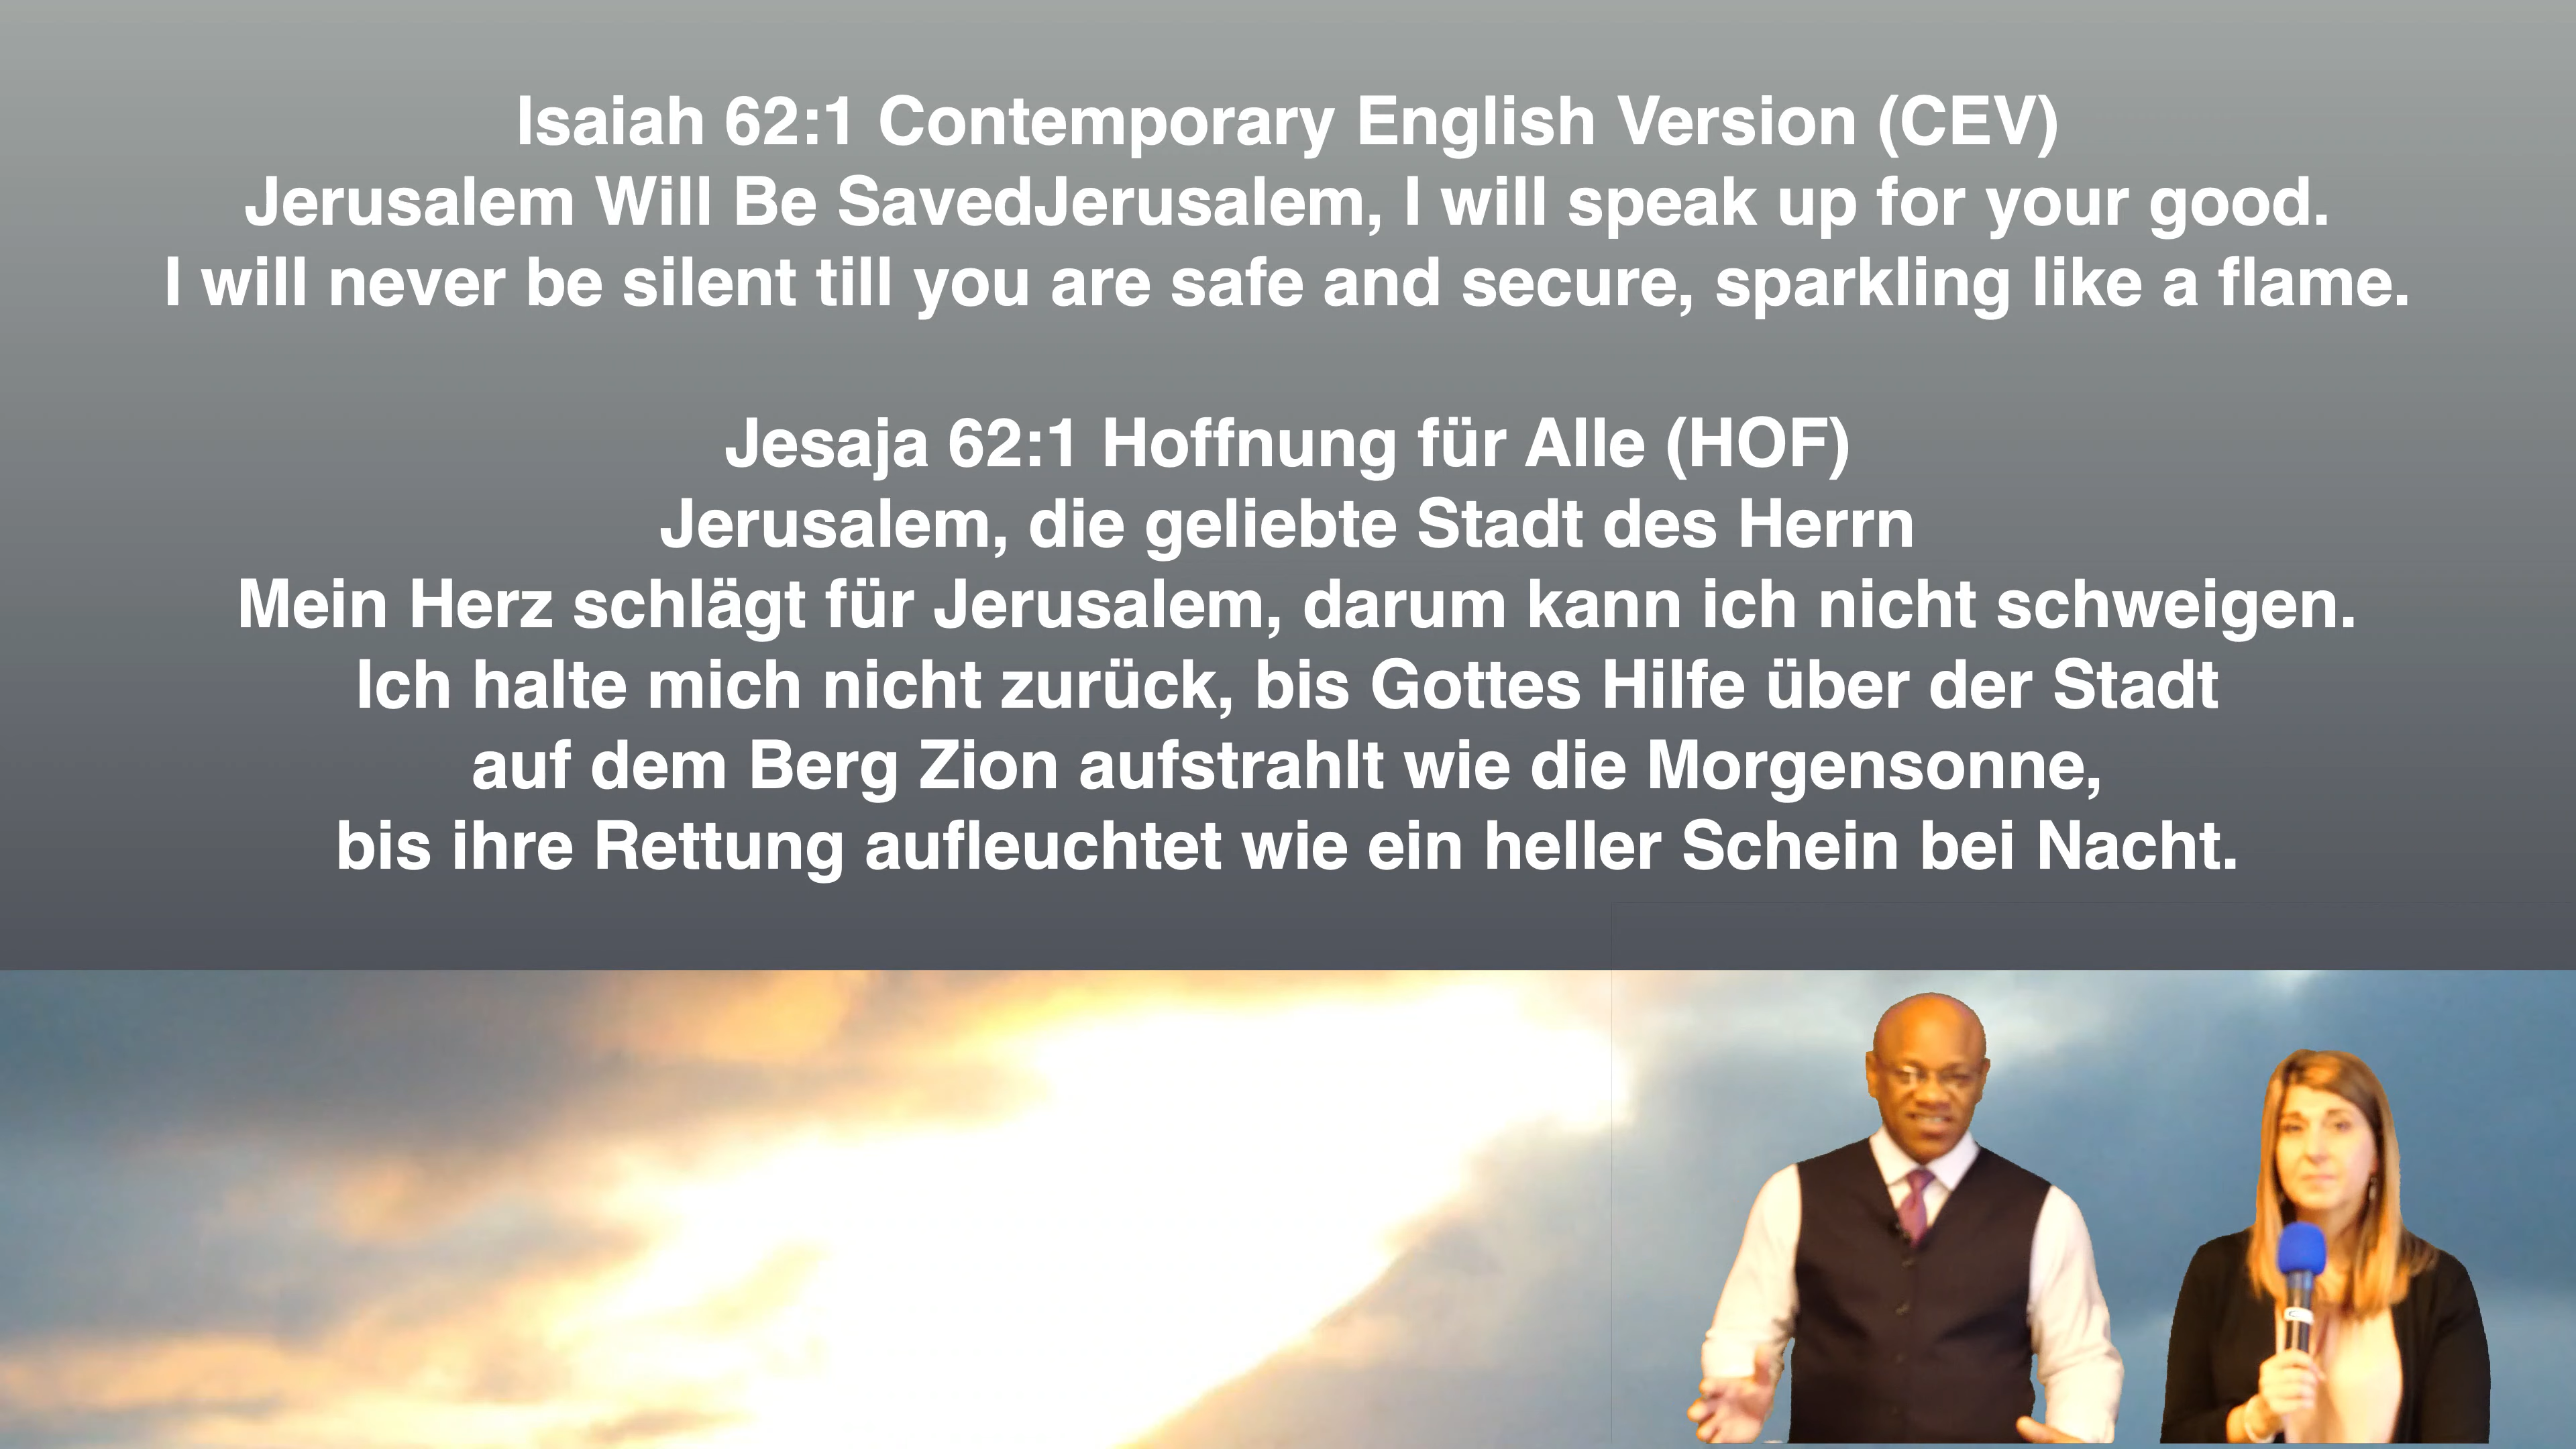 Isaiah 62:1 Contemporary English Version (CEV)
Jerusalem Will Be SavedJerusalem, I will speak up for your good.
I will never be silent till you are safe and secure, sparkling like a flame.
Jesaja 62:1 Hoffnung für Alle (HOF)
Jerusalem, die geliebte Stadt des Herrn
Mein Herz schlägt für Jerusalem, darum kann ich nicht schweigen.
Ich halte mich nicht zurück, bis Gottes Hilfe über der Stadt
auf dem Berg Zion aufstrahlt wie die Morgensonne,
bis ihre Rettung aufleuchtet wie ein heller Schein bei Nacht.